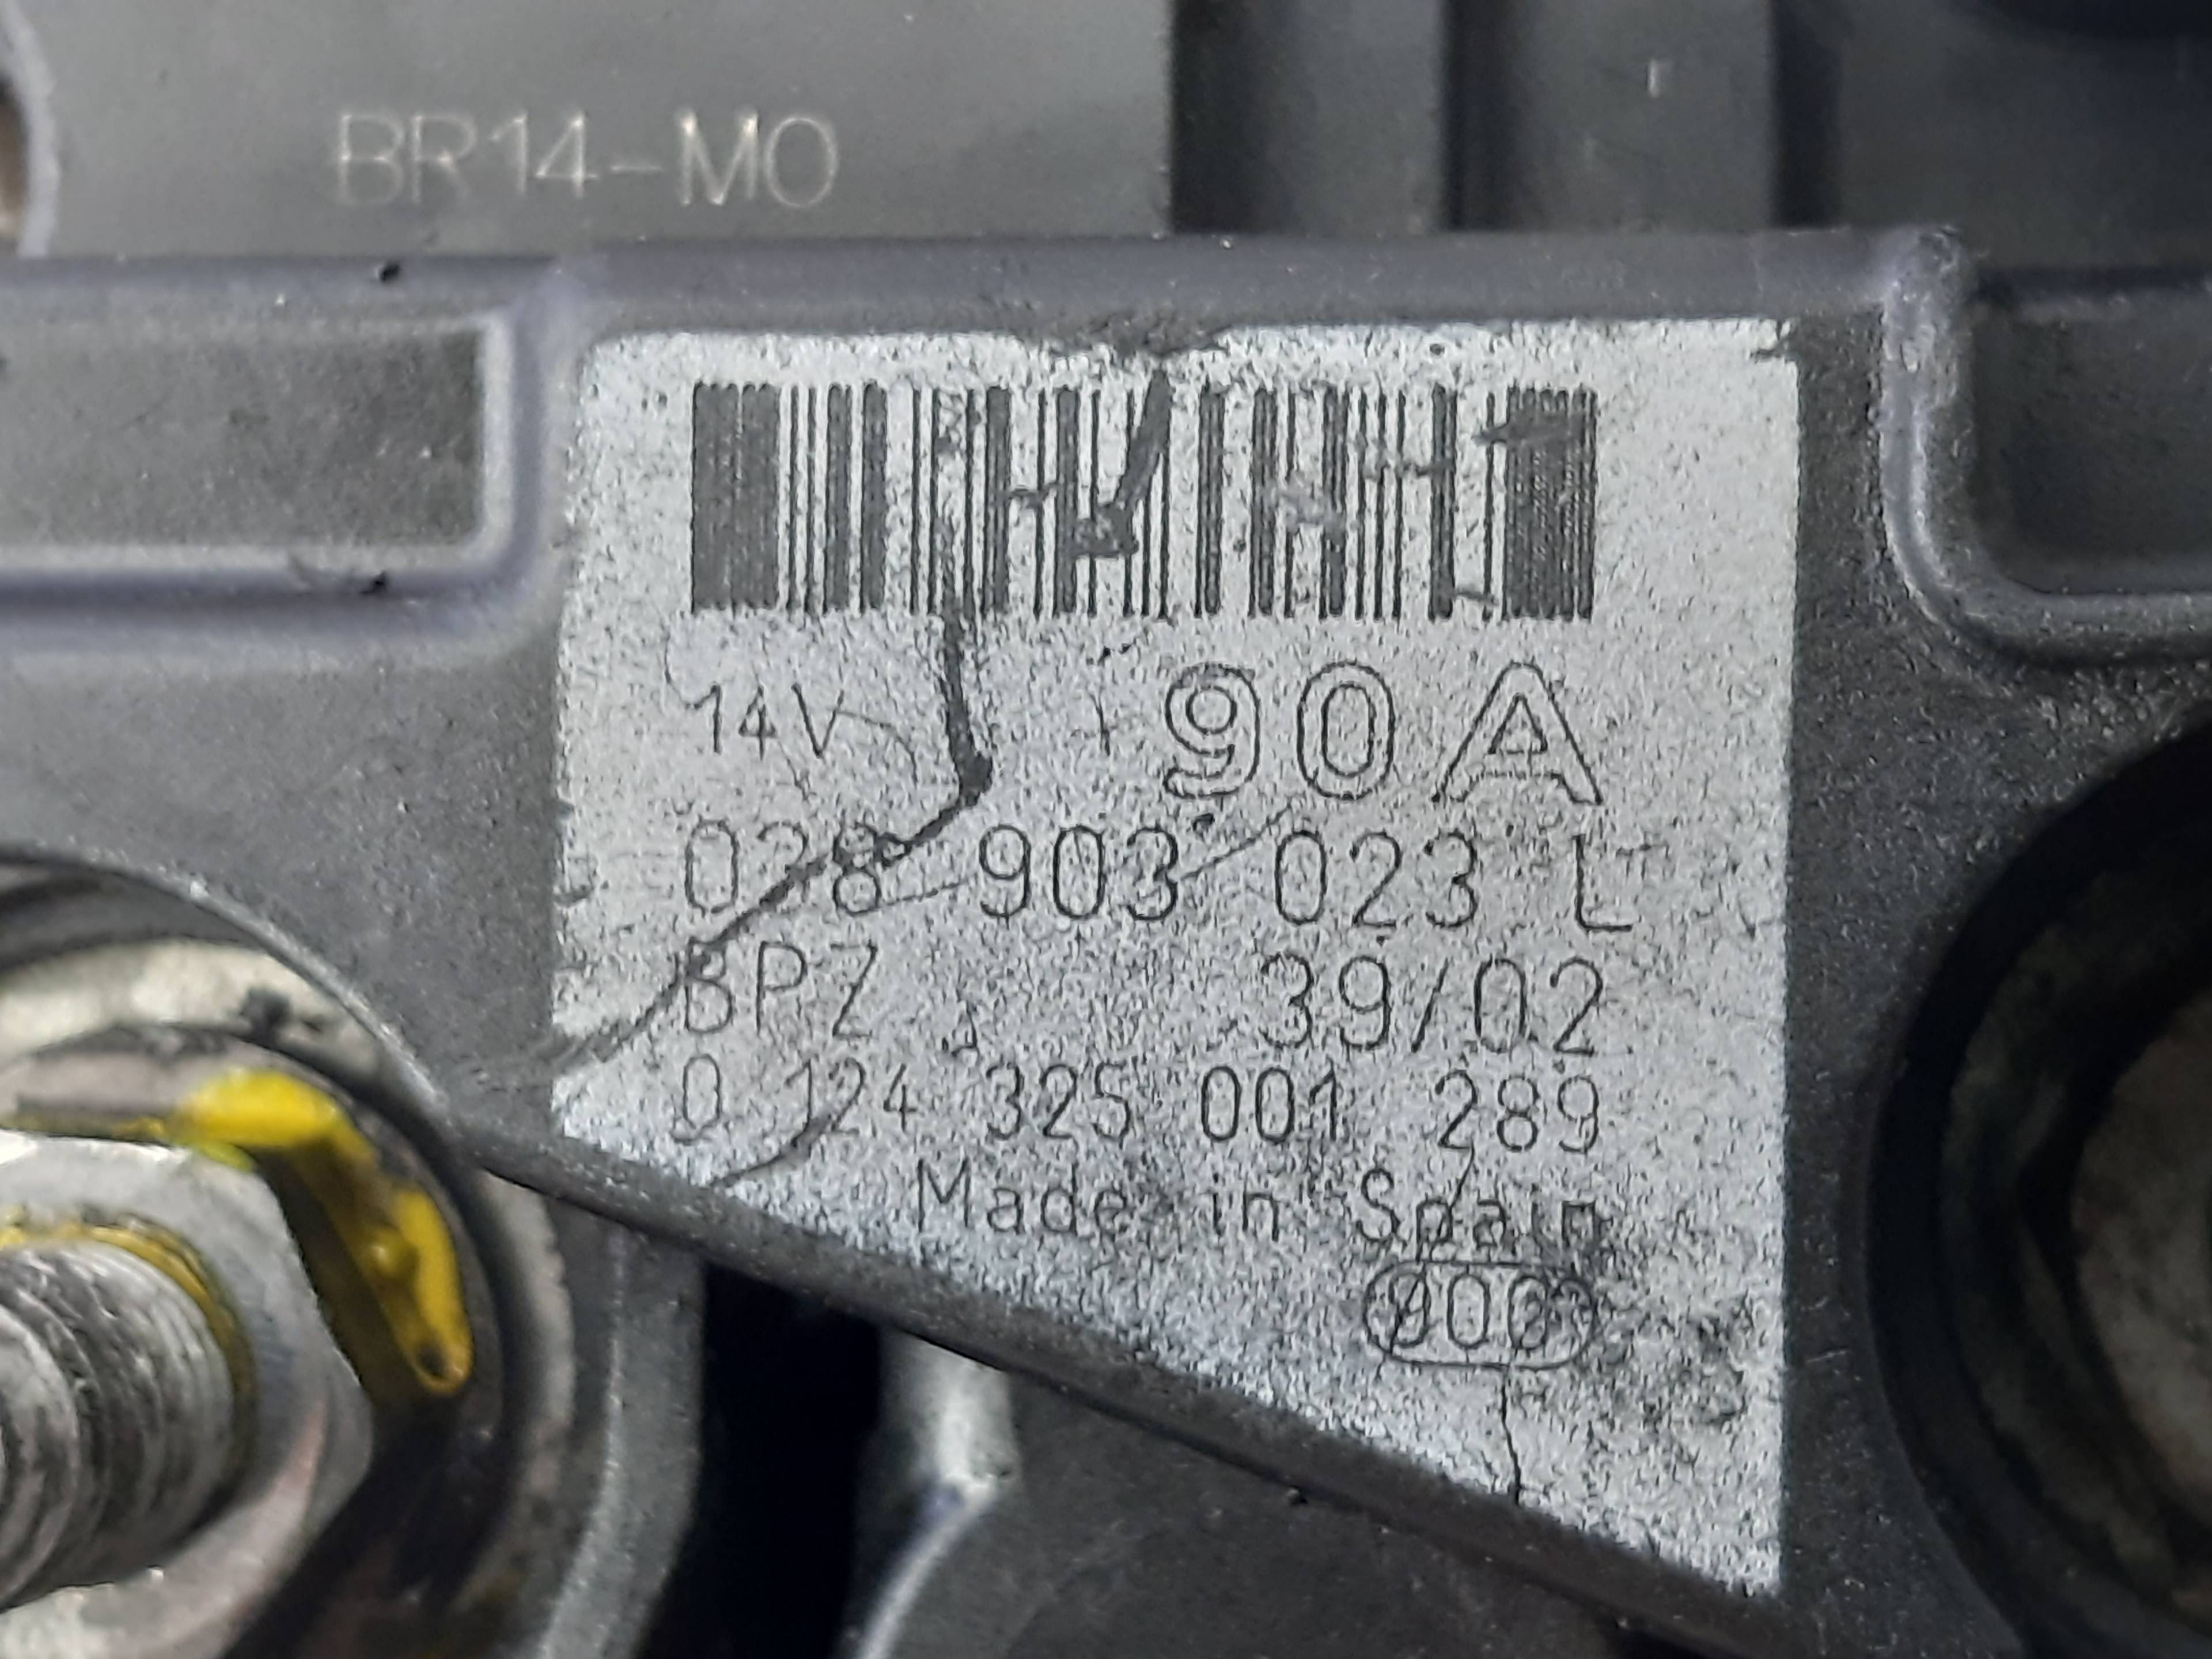 BR14-M0
14V 90A
028 903 023 L
BPZ 39/02
0 124 325 001 289
Made in Spain